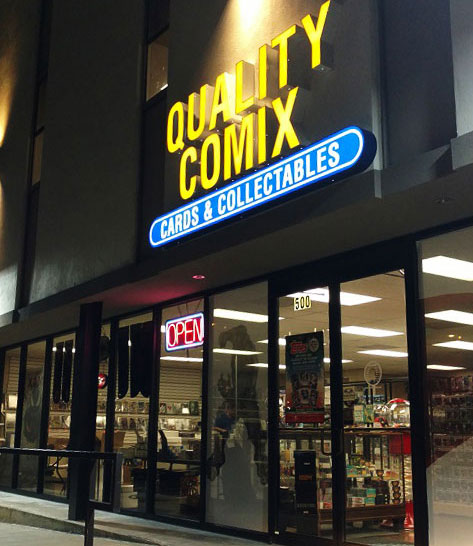 QUALITY
COMIX
CARDS & COLLECTABLES
OPEN
500